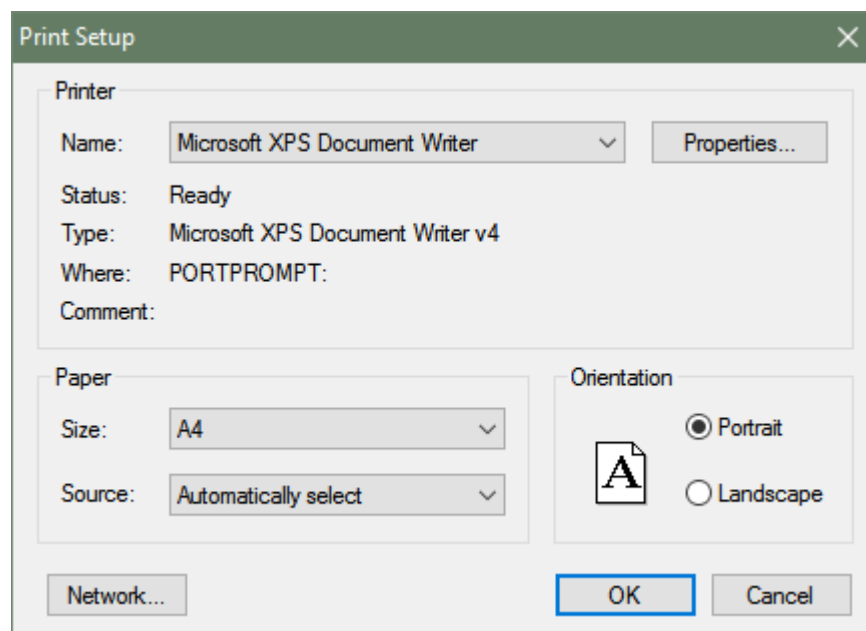 Print Setup
Printer
Name: Microsoft XPS Document Writer Properties...
Status: Ready
Type: Microsoft XPS Document Writer v4
Where: PORTPROMPT:
Comment:
Paper
Size: A4
Source: Automatically select
Orientation
A
Portrait
Landscape
Network... OK Cancel